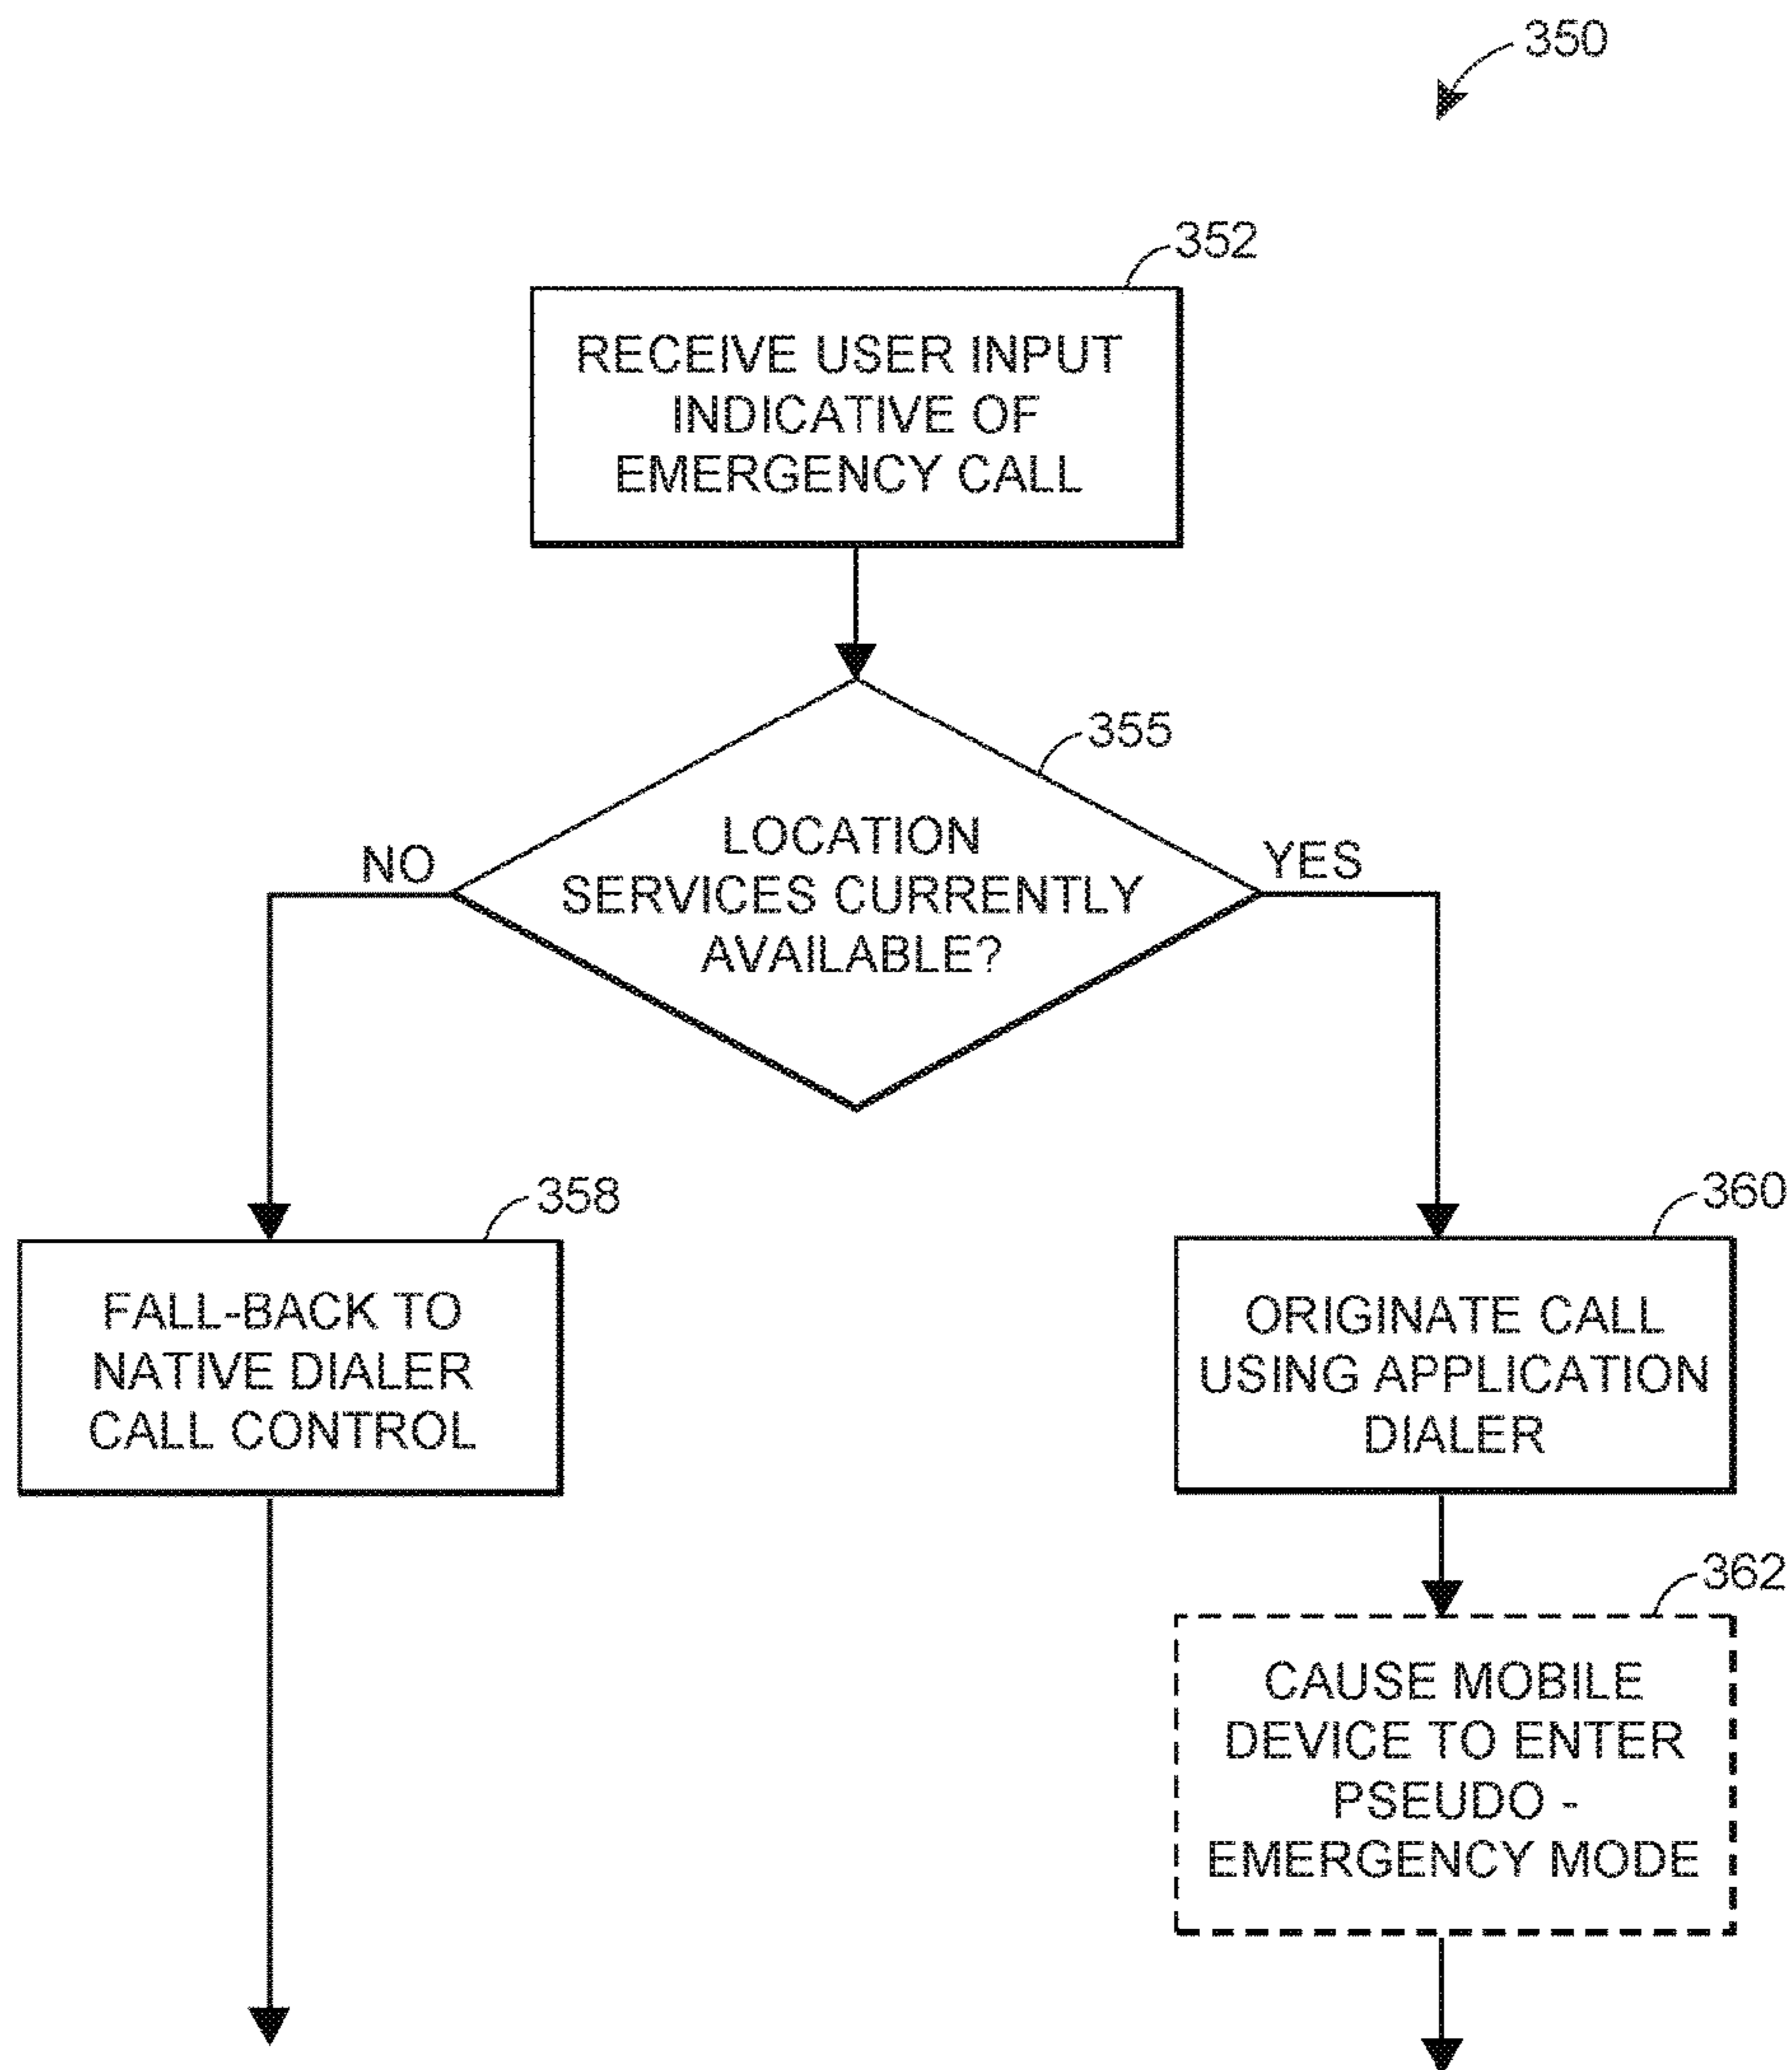 350
352
RECEIVE USER INPUT
INDICATIVE OF
EMERGENCY CALL
355
LOCATION
SERVICES CURRENTLY
AVAILABLE?
NO
YES
358
FALL-BACK TO
NATIVE DIALER
CALL CONTROL
360
ORIGINATE CALL
USING APPLICATION
DIALER
362
CAUSE MOBILE
DEVICE TO ENTER
PSEUDO -
EMERGENCY MODE